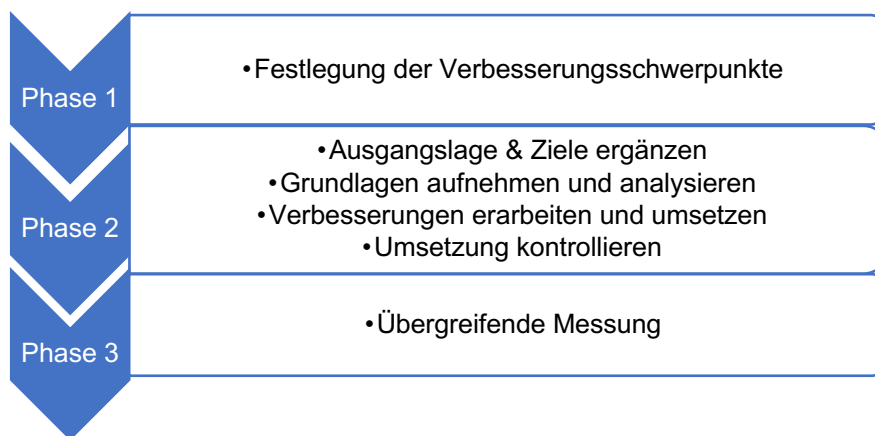 Phase 1
•Festlegung der Verbesserungsschwerpunkte
Phase 2
•Ausgangslage & Ziele ergänzen
•Grundlagen aufnehmen und analysieren
•Verbesserungen erarbeiten und umsetzen
•Umsetzung kontrollieren
Phase 3
•Übergreifende Messung